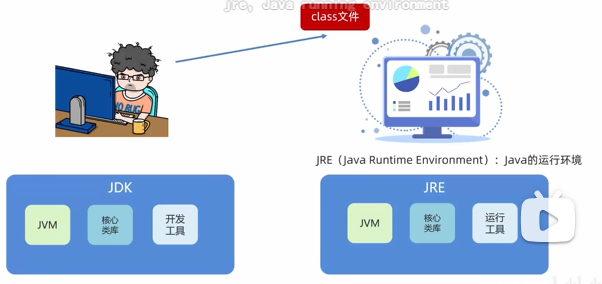 jre, Java running environment
class文件
NO BUG!
JRE（Java Runtime Environment）：Java的运行环境
JDK
JVM
核心
类库
开发
工具
JRE
JVM
核心
类库
运行
工具